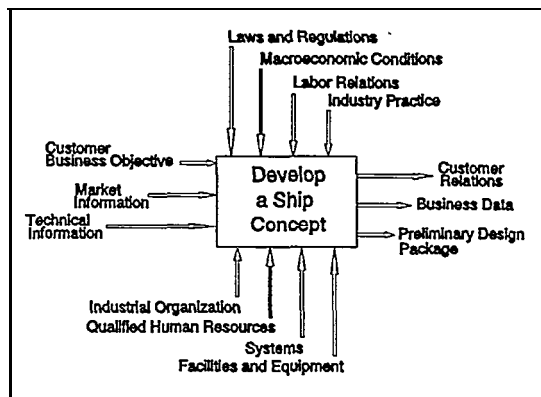 Laws and Regulations
Macroeconomic Conditions
Labor Relations
Industry Practice
Customer
Business Objective
Market
Information
Technical
Information
Develop
a Ship
Concept
Customer
Relations
Business Data
Preliminary Design
Package
Industrial Organization
Qualified Human Resources
Systems
Facilities and Equipment